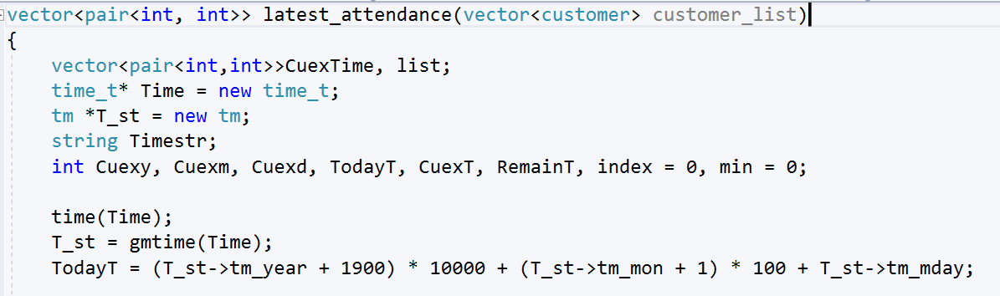 vector<pair<int, int>> latest_attendance(vector<customer> customer_list)
{
vector<pair<int,int>>CuexTime, list;
time_t* Time = new time_t;
tm *T_st = new tm;
string Timestr;
int Cuexy, Cuexm, Cuexd, TodayT, CuexT, RemainT, index = 0, min = 0;
time(Time);
T_st = gmtime(Time);
TodayT = (T_st->tm_year + 1900) * 10000 + (T_st->tm_mon + 1) * 100 + T_st->tm_mday;